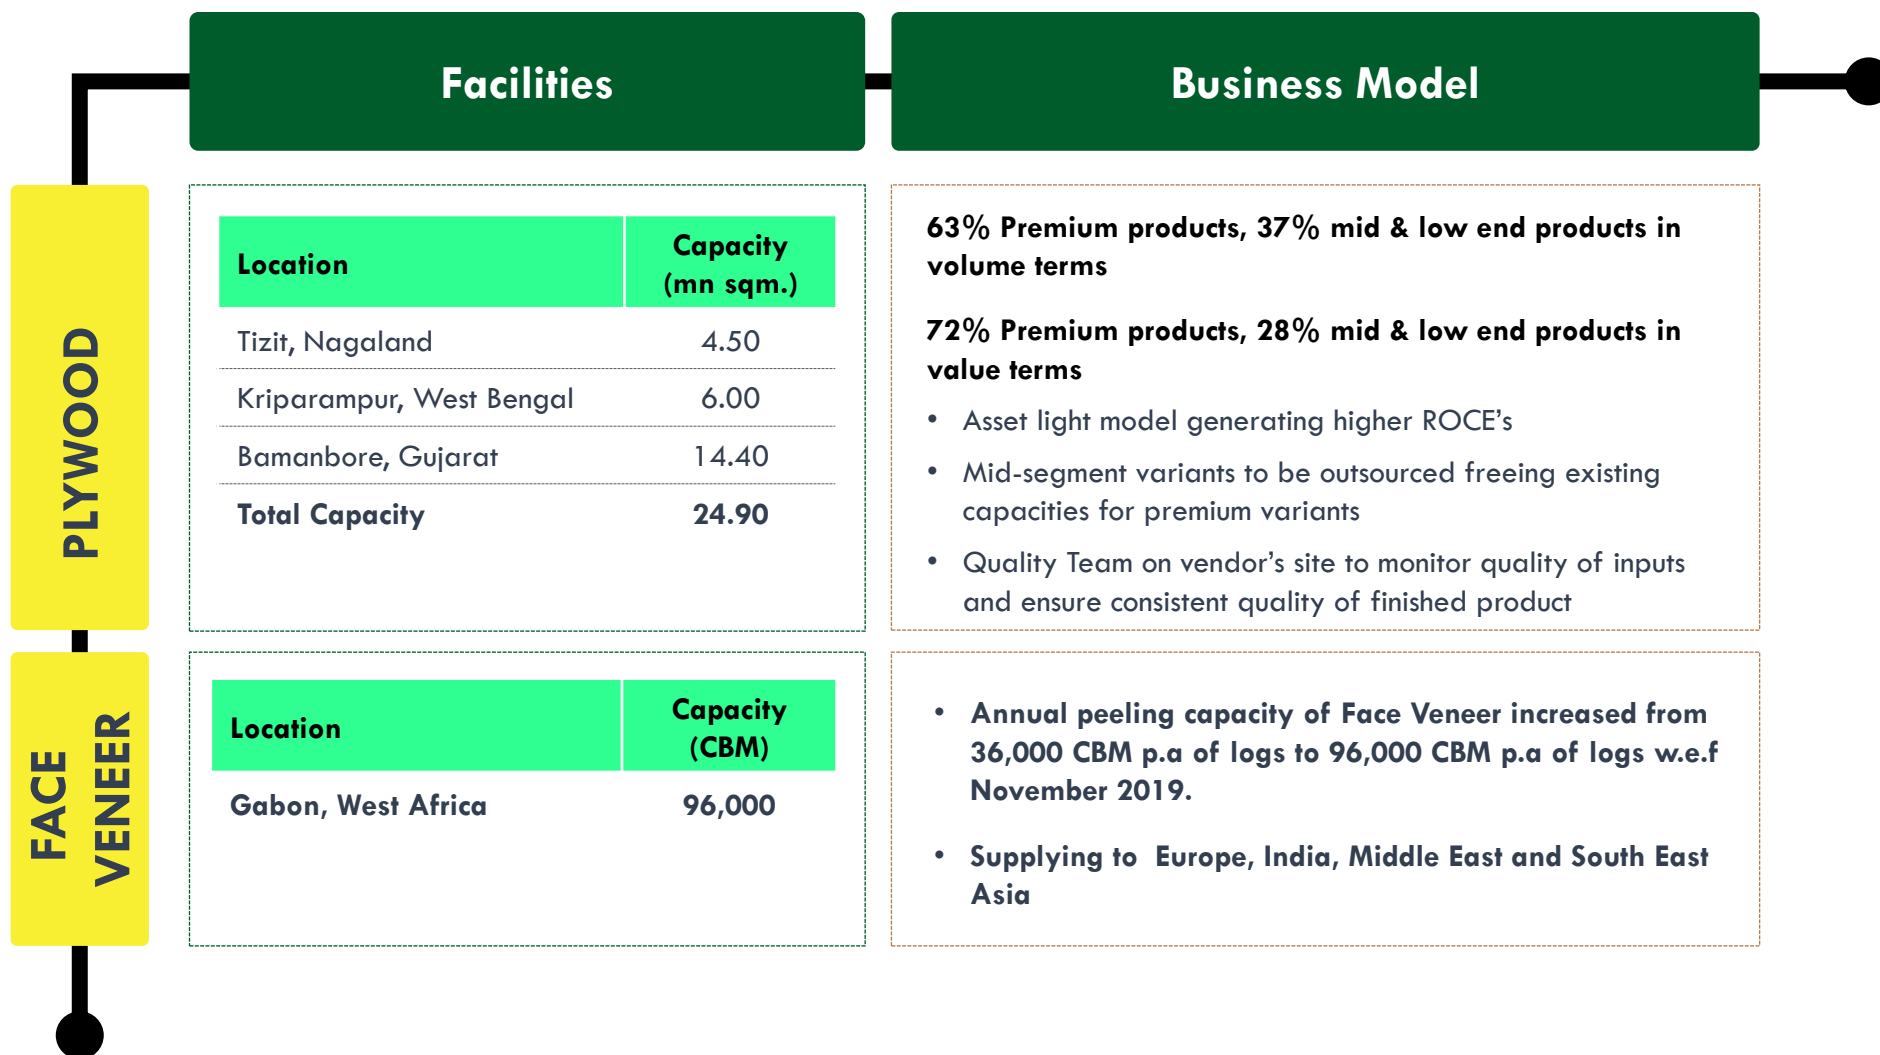 Facilities
Business Model
PLYWOOD
Location
Capacity
(mn sqm.)
Tizit, Nagaland
4.50
Kriparampur, West Bengal
6.00
Bamanbore, Gujarat
14.40
Total Capacity
24.90
63% Premium products, 37% mid & low end products in
volume terms
72% Premium products, 28% mid & low end products in
value terms
• Asset light model generating higher ROCE’s
• Mid-segment variants to be outsourced freeing existing
capacities for premium variants
• Quality Team on vendor’s site to monitor quality of inputs
and ensure consistent quality of finished product
FACE
VENEER
Location
Capacity
(CBM)
Gabon, West Africa
96,000
• Annual peeling capacity of Face Veneer increased from
36,000 CBM p.a of logs to 96,000 CBM p.a of logs w.e.f
November 2019.
• Supplying to  Europe, India, Middle East and South East
Asia